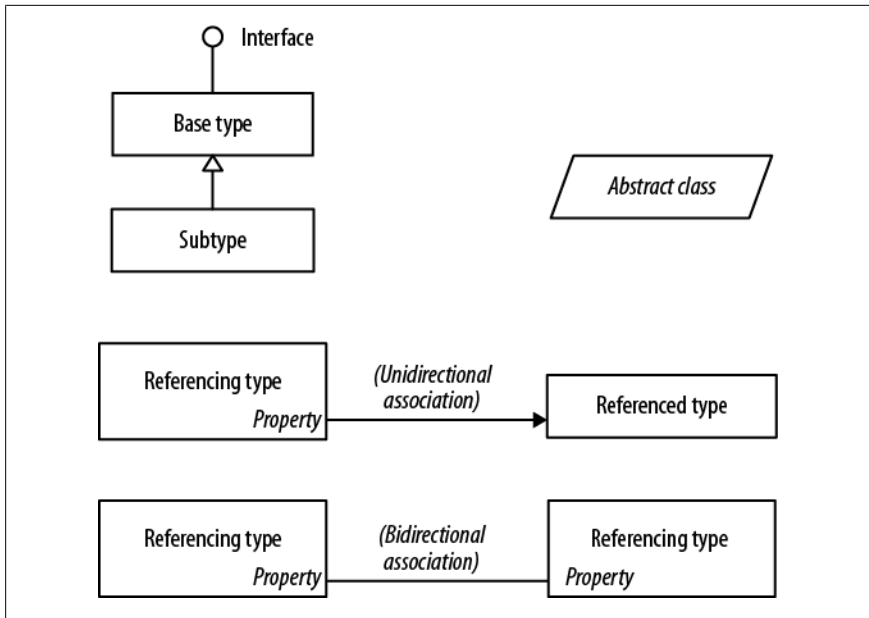 Interface
Base type
Abstract class
Subtype
Referencing type
Property
(Unidirectional
association)
Referenced type
Referencing type
Property
(Bidirectional
association)
Referencing type
Property